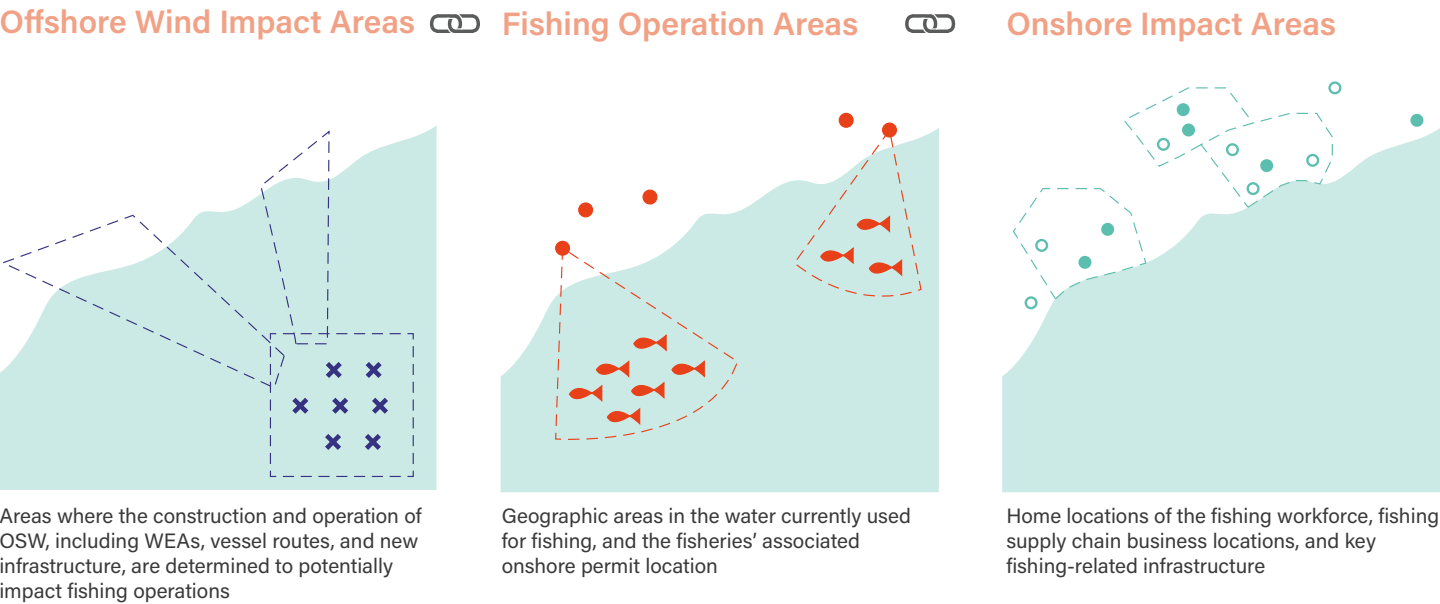 Offshore Wind Impact Areas
Areas where the construction and operation of
OSW, including WEAs, vessel routes, and new
infrastructure, are determined to potentially
impact fishing operations
Fishing Operation Areas
Geographic areas in the water currently used
for fishing, and the fisheries’ associated
onshore permit location
Onshore Impact Areas
Home locations of the fishing workforce, fishing
supply chain business locations, and key
fishing-related infrastructure